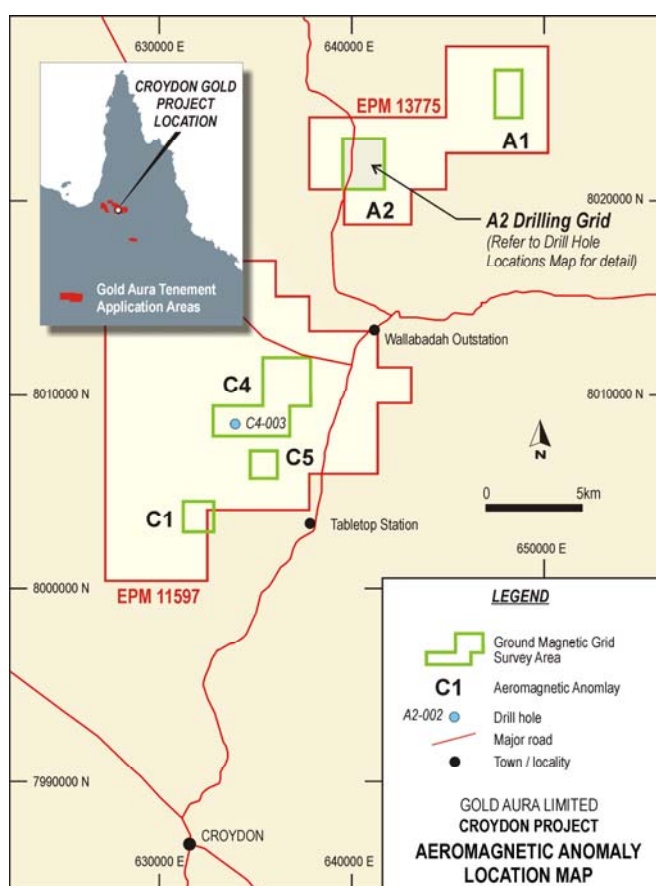 630000 E
640000 E
CROYDON GOLD
PROJECT
LOCATION
Gold Aura Tenement
Application Areas
EPM 13775
A1
A2
8020000 N
A2 Drilling Grid
(Refer to Drill Hole
Locations Map for detail)
Wallabadah Outstation
8010000 N
8010000 N
C4
C4-003
C5
C1
N
0
5km
Tabletop Station
650000 E
8000000 N
EPM 11597
LEGEND
Ground Magnetic Grid
Survey Area
C1
Aeromagnetic Anomlay
A2-002
Drill hole
Major road
Town / locality
7990000 N
GOLD AURA LIMITED
CROYDON PROJECT
AEROMAGNETIC ANOMALY
LOCATION MAP
CROYDON
630000 E
640000 E